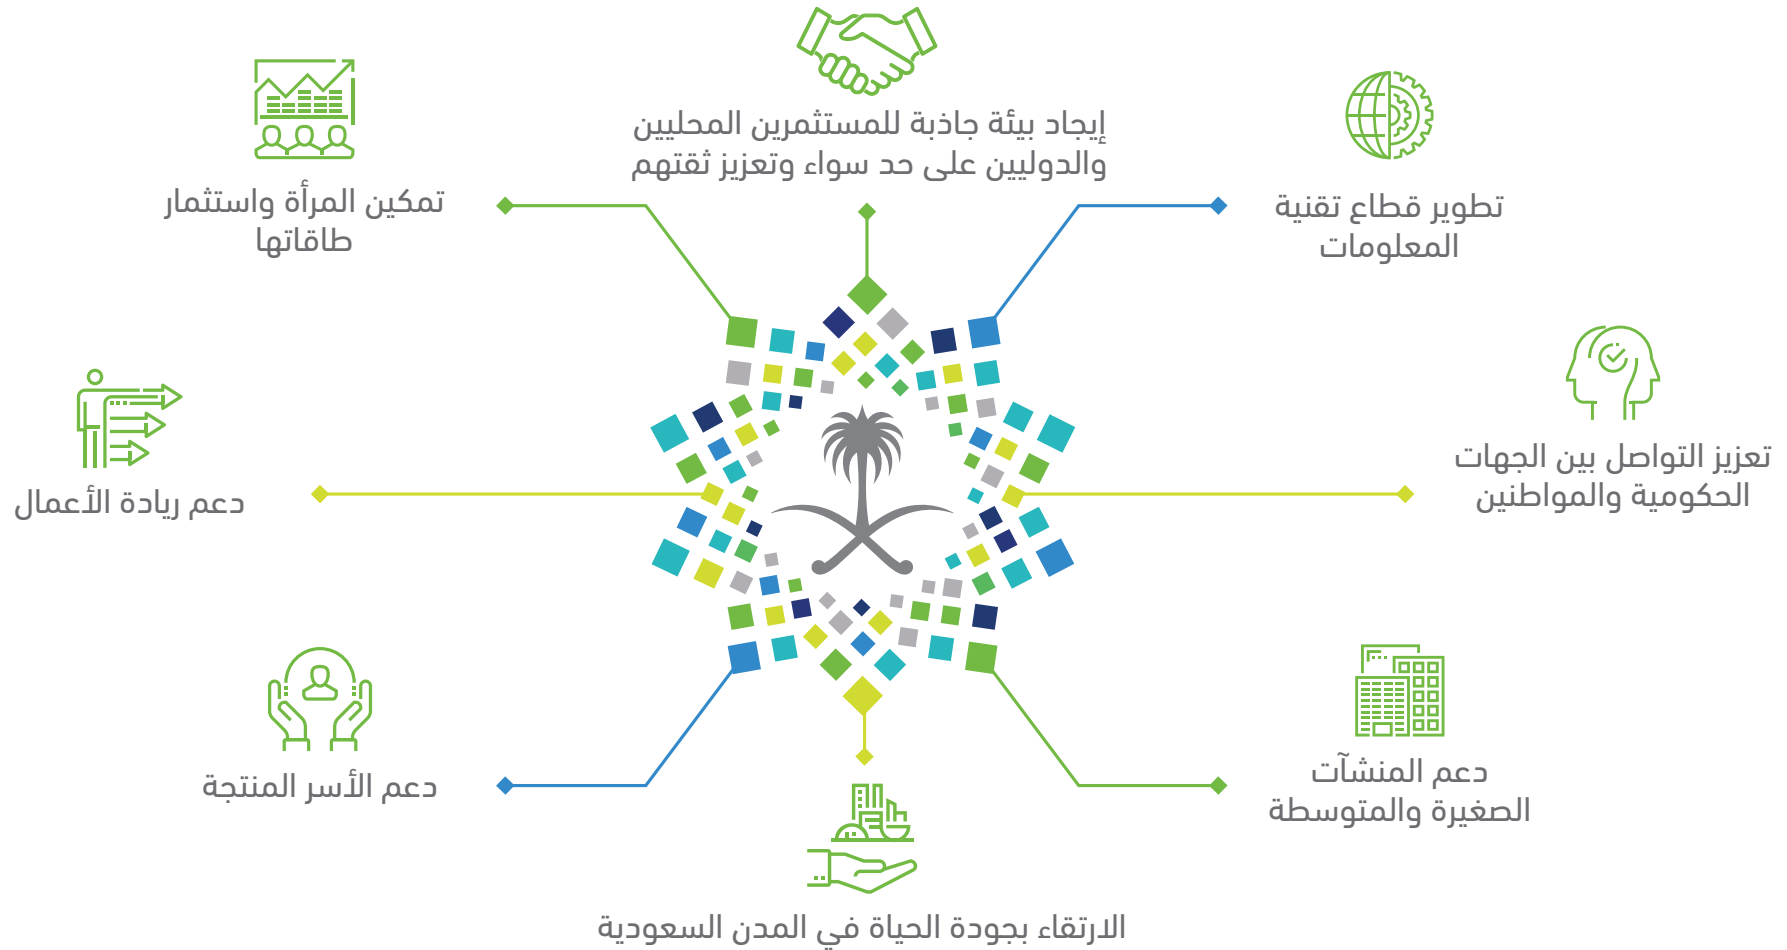 إيجاد بيئة جاذبة للمستثمرين المحليين
والدوليين على حد سواء وتعزيز ثقتهم
تطوير قطاع تقنية
المعلومات
تمكين المرأة واستثمار
طاقاتها
تعزيز التواصل بين الجهات
الحكومية والمواطنين
دعم ريادة الأعمال
دعم المنشآت
الصغيرة والمتوسطة
دعم الأسر المنتجة
الارتقاء بجودة الحياة في المدن السعودية